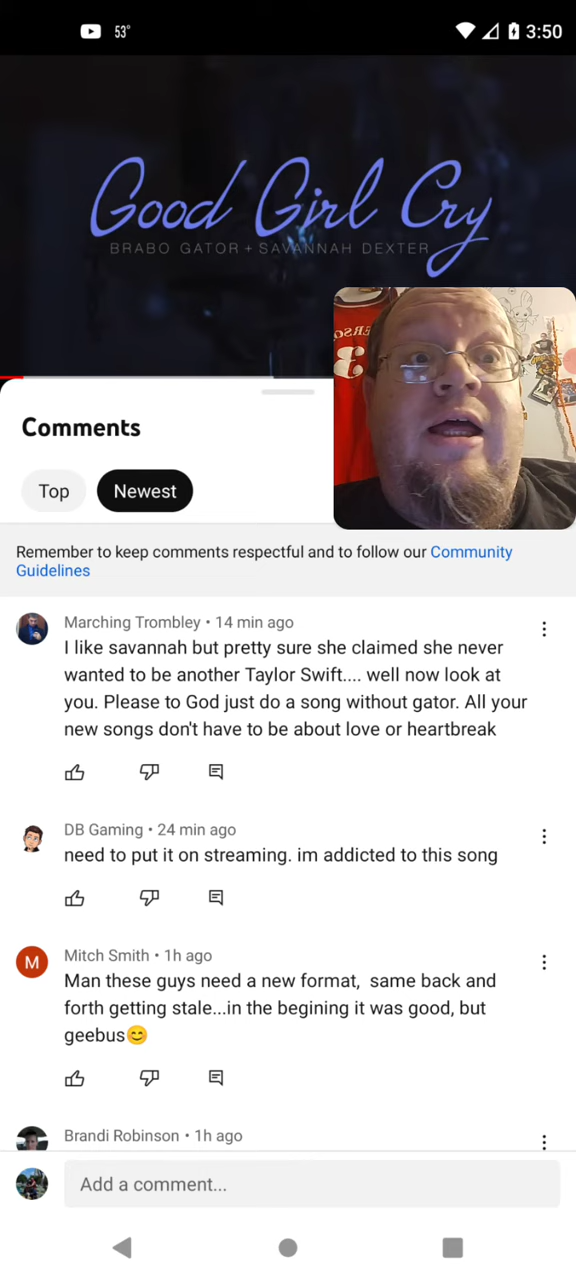 53°
3:50
Good Girl Cry
BRABO GATOR + SAVANNAH DEXTER
3
Comments
Top
Newest
Remember to keep comments respectful and to follow our Community
Guidelines
Marching Trombley • 14 min ago
I like savannah but pretty sure she claimed she never
wanted to be another Taylor Swift.... well now look at
you. Please to God just do a song without gator. All your
new songs don't have to be about love or heartbreak
DB Gaming • 24 min ago
need to put it on streaming. im addicted to this song
M
Mitch Smith • 1h ago
Man these guys need a new format,  same back and
forth getting stale...in the begining it was good, but
geebus😊
Brandi Robinson • 1h ago
Add a comment...